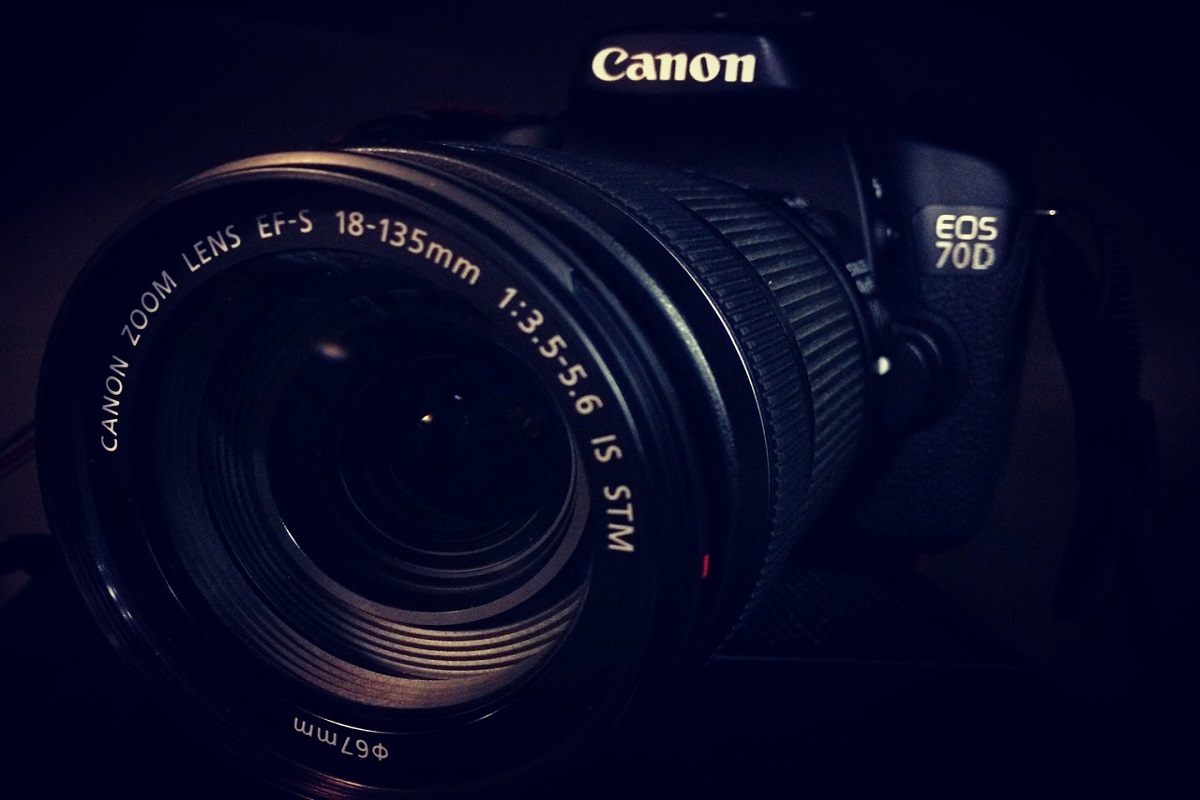 Canon
EOS
70D
CANON ZOOM LENS EF-S 18-135mm 1:3.5-5.6 IS STM
φ67mm